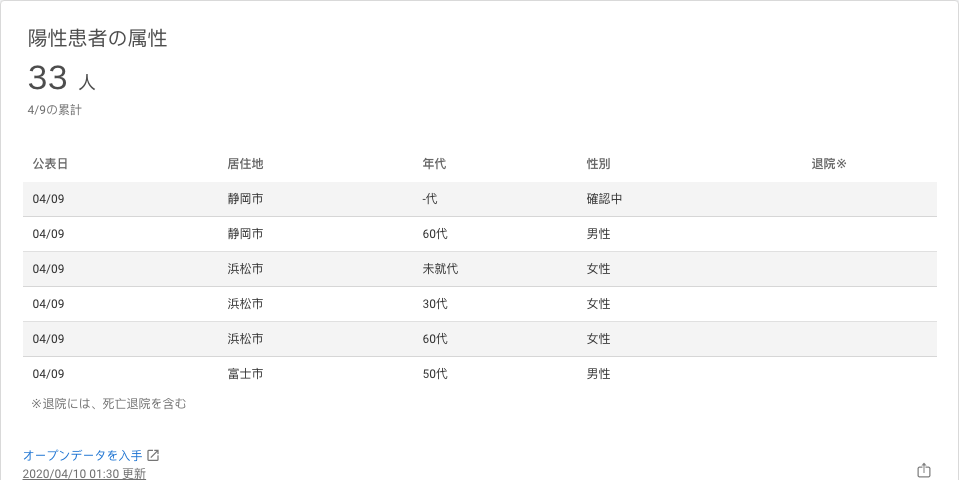 陽性患者の属性
33 人
4/9の累計
公表日 居住地 年代 性別 退院※
04/09 静岡市 -代 確認中
04/09 静岡市 60代 男性
04/09 浜松市 未就代 女性
04/09 浜松市 30代 女性
04/09 浜松市 60代 女性
04/09 富士市 50代 男性
※退院には、死亡退院を含む
オープンデータを入手
2020/04/10 01:30 更新